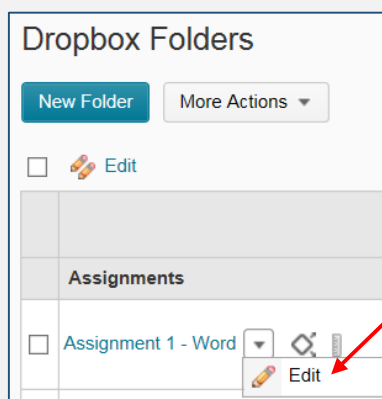 Dropbox Folders
New Folder More Actions
Edit
Assignments
Assignment 1 - Word
Edit